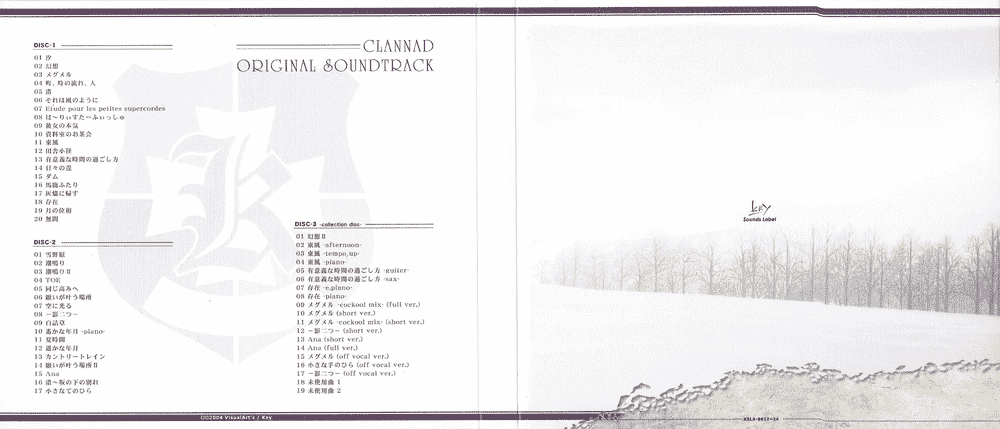 DISC-1
01 汐
02 幻想
03 メグメル
04 町, 時の流れ, 人
05 渚
06 それは風のように
07 Etude pour les petites supercordes
08 は〜りぃすたーふぃっしゅ
09 彼女の本気
10 資料室のお茶会
11 東風
12 田舎小径
13 有意義な時間の過ごし方
14 日々の遑
15 ダム
16 馬鹿ふたり
17 灰燼に帰す
18 存在
19 月の位相
20 無間
DISC-2
01 雪野原
02 潮鳴り
03 潮鳴りⅡ
04 TOE
05 同じ高みへ
06 願いが叶う場所
07 空に光る
08 −影二つ−
09 白詰草
10 遥かな年月 -piano-
11 夏時間
12 遥かな年月
13 カントリートレイン
14 願いが叶う場所Ⅱ
15 Ana
16 渚〜坂の下の別れ
17 小さなてのひら
CLANNAD
ORIGINAL SOUNDTRACK
DISC-3 -collection disc-
01 幻想Ⅱ
02 東風 -afternoon-
03 東風 -tempo,up-
04 東風 -piano-
05 有意義な時間の過ごし方 -guiter-
06 有意義な時間の過ごし方 -sax-
07 存在 -e.piano-
08 存在 -piano-
09 メグメル -cockool mix- (full ver.)
10 メグメル (short ver.)
11 メグメル -cockool mix- (short ver.)
12 −影二つ− (short ver.)
13 Ana (short ver.)
14 Ana (full ver.)
15 メグメル (off vocal ver.)
16 小さな手のひら (off vocal ver.)
17 −影二つ− (off vocal ver.)
18 未使用曲 1
19 未使用曲 2
©2004 VisualArt's / Key
key
Sounds Label
KSLA-0012~14